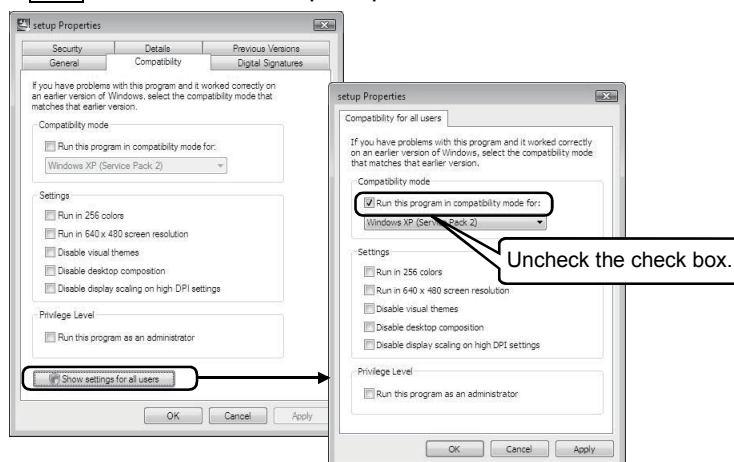 setup Properties
Security Details Previous Versions
General Compatibility Digital Signatures
If you have problems with this program and it worked correctly on
an earlier version of Windows, select the compatibility mode that
matches that earlier version.
Compatibility mode
Run this program in compatibility mode for:
Windows XP (Service Pack 2)
Settings
Run in 256 colors
Run in 640 x 480 screen resolution
Disable visual themes
Disable desktop composition
Disable display scaling on high DPI settings
Privilege Level
Run this program as an administrator
Show settings for all users
OK Cancel Apply
setup Properties
Compatibility for all users
If you have problems with this program and it worked correctly
on an earlier version of Windows, select the compatibility mode
that matches that earlier version.
Compatibility mode
Run this program in compatibility mode for:
Windows XP (Service Pack 2)
Uncheck the check box.
Settings
Run in 256 colors
Run in 640 x 480 screen resolution
Disable visual themes
Disable desktop composition
Disable display scaling on high DPI settings
Privilege Level
Run this program as an administrator
OK Cancel Apply